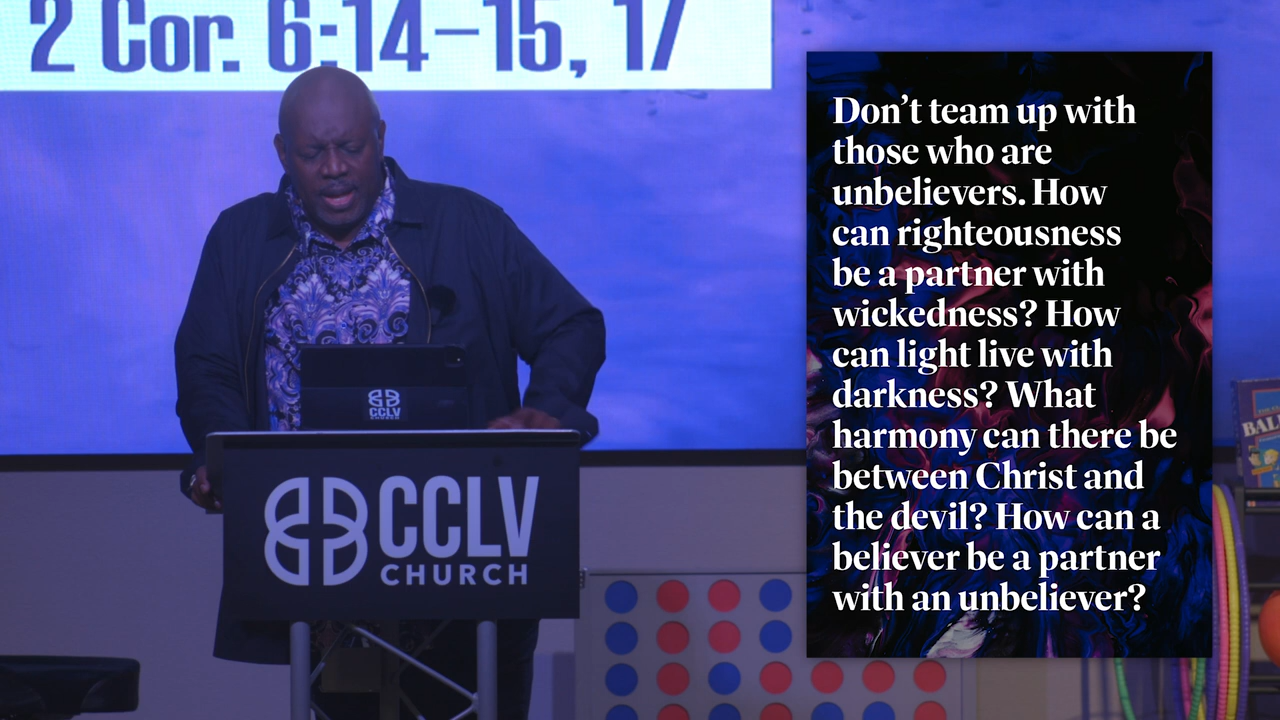 2 Cor. 6:14–15, 17
Don’t team up with
those who are
unbelievers. How
can righteousness
be a partner with
wickedness? How
can light live with
darkness? What
harmony can there be
between Christ and
the devil? How can a
believer be a partner
with an unbeliever?
CCLV
CHURCH
CCLV
CHURCH
BAL